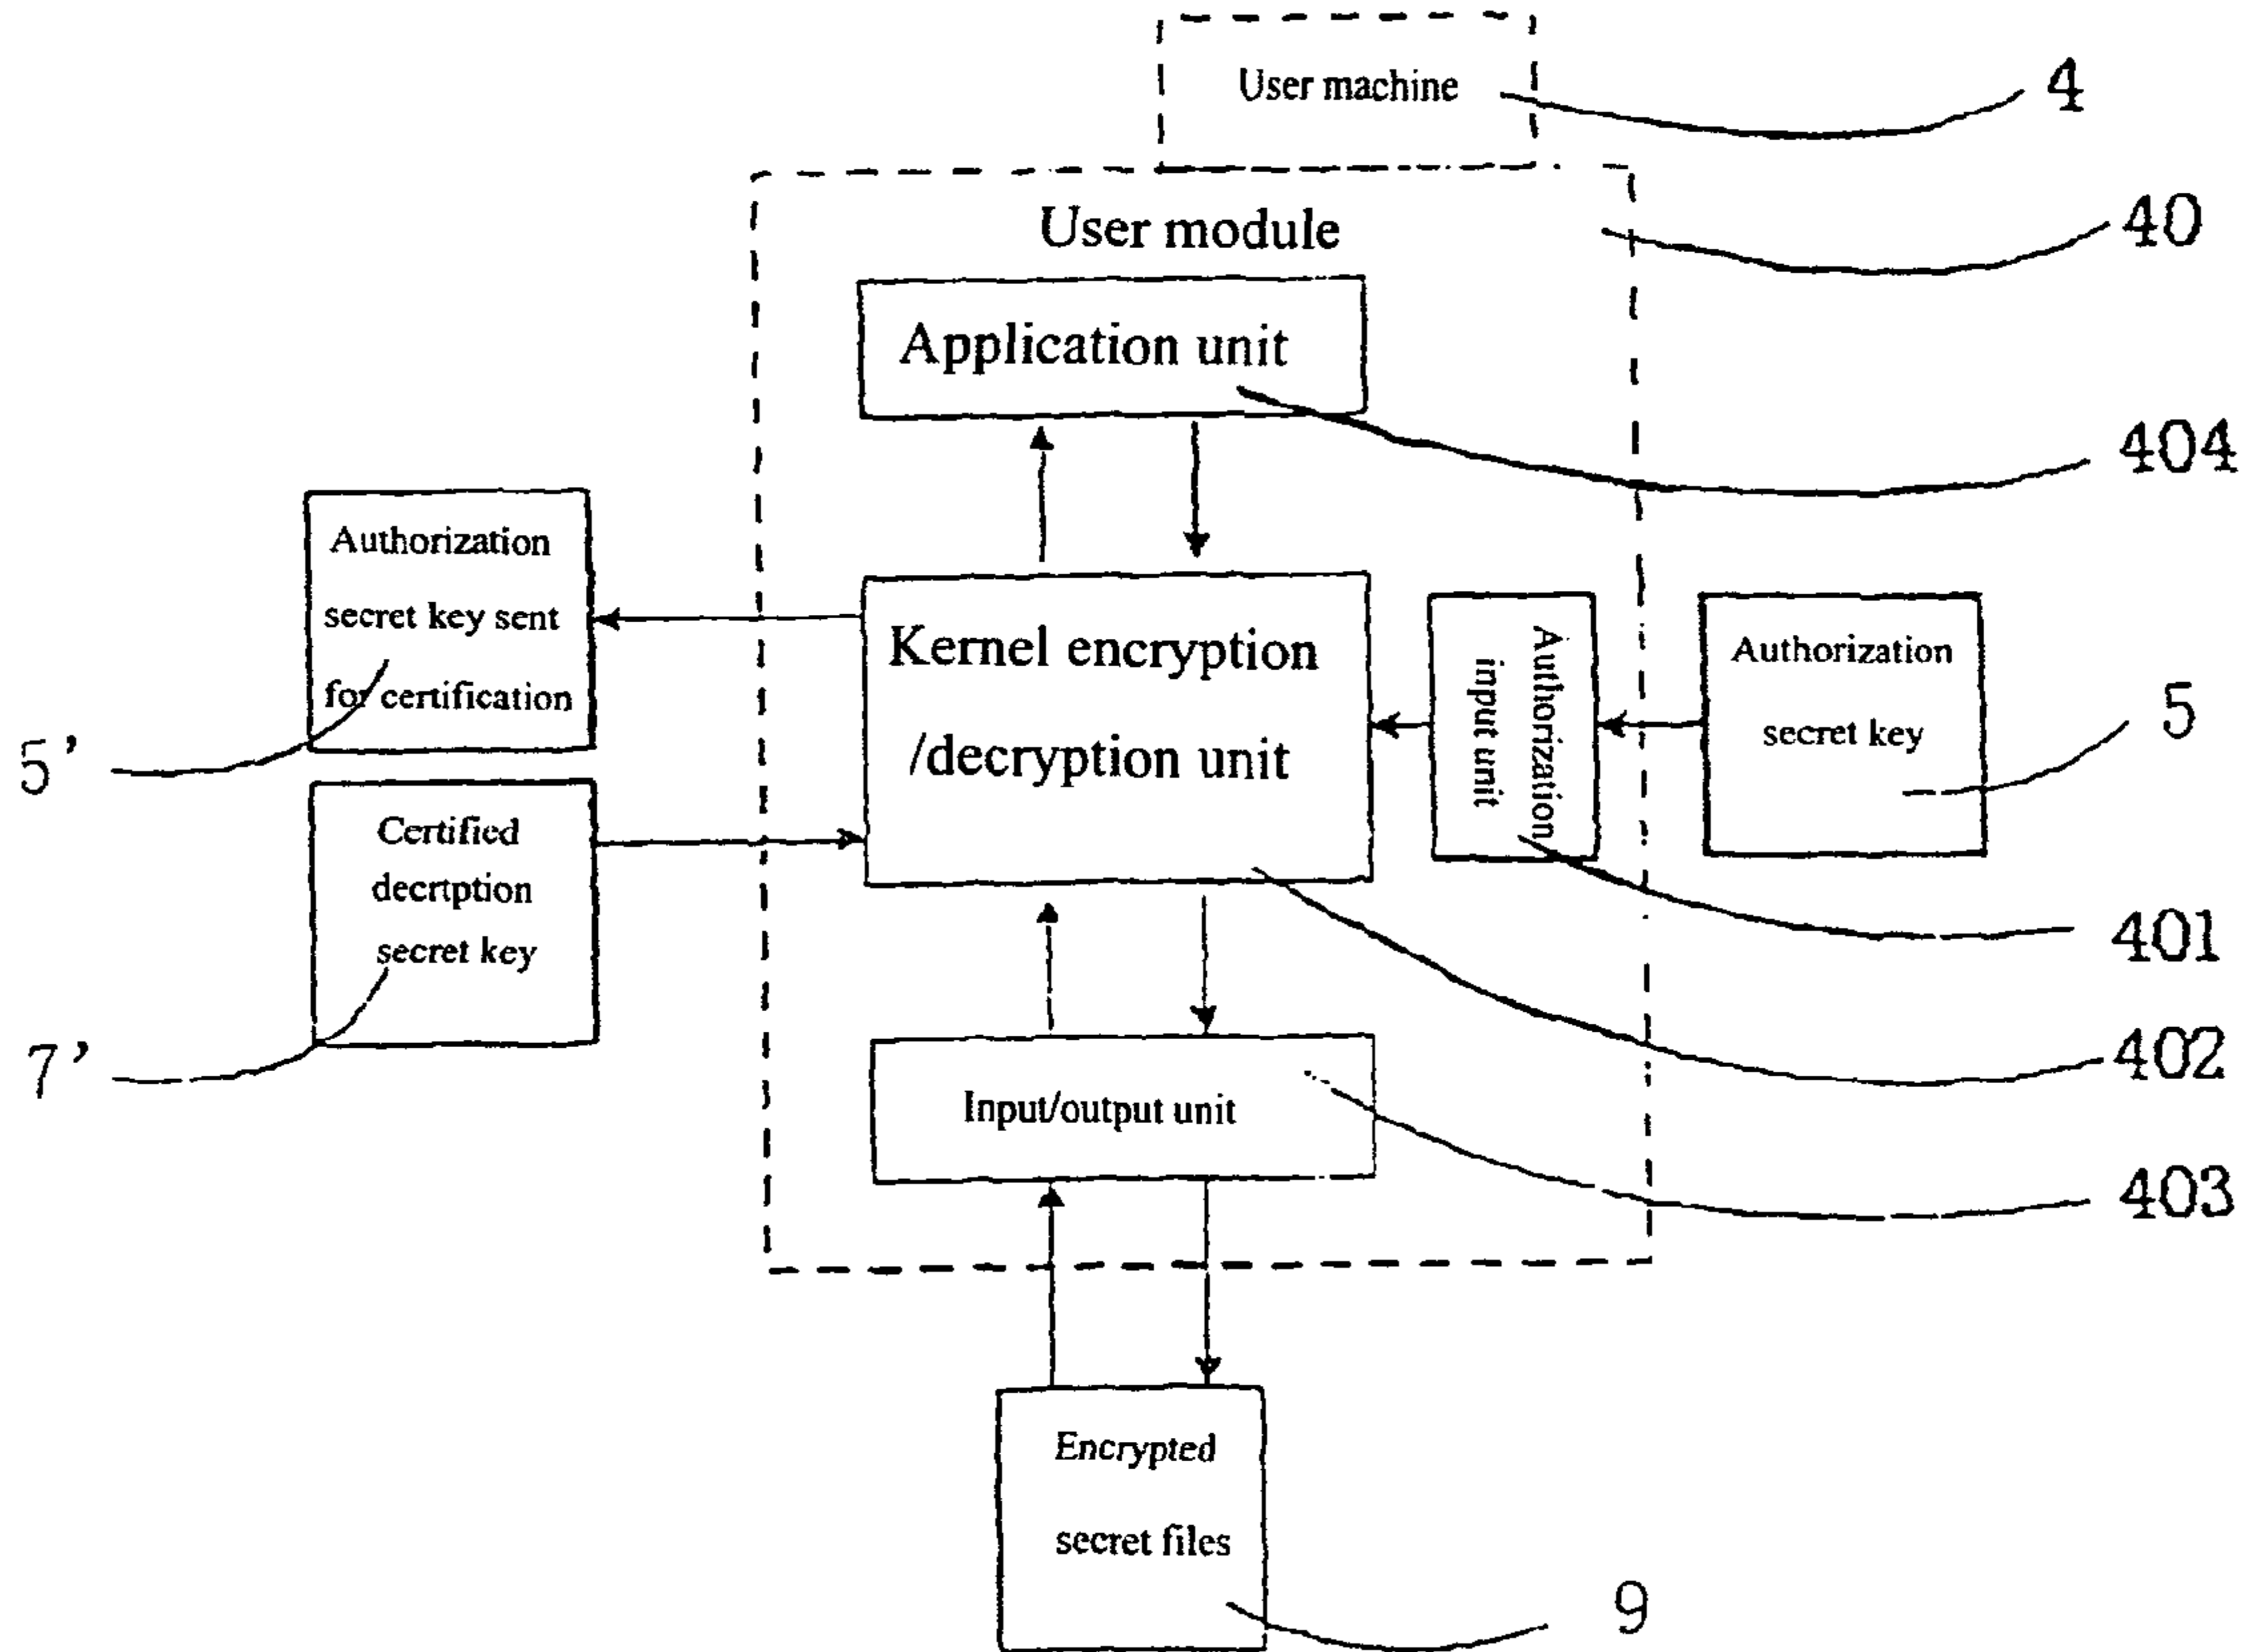 User machine
4
User module
40
Application unit
404
Authorization
secret key sent
for certification
5'
Kernel encryption
/decryption unit
Authorization
input unit
Authorization
secret key
5
Certified
decrtption
secret key
7'
401
402
Input/output unit
403
Encrypted
secret files
9